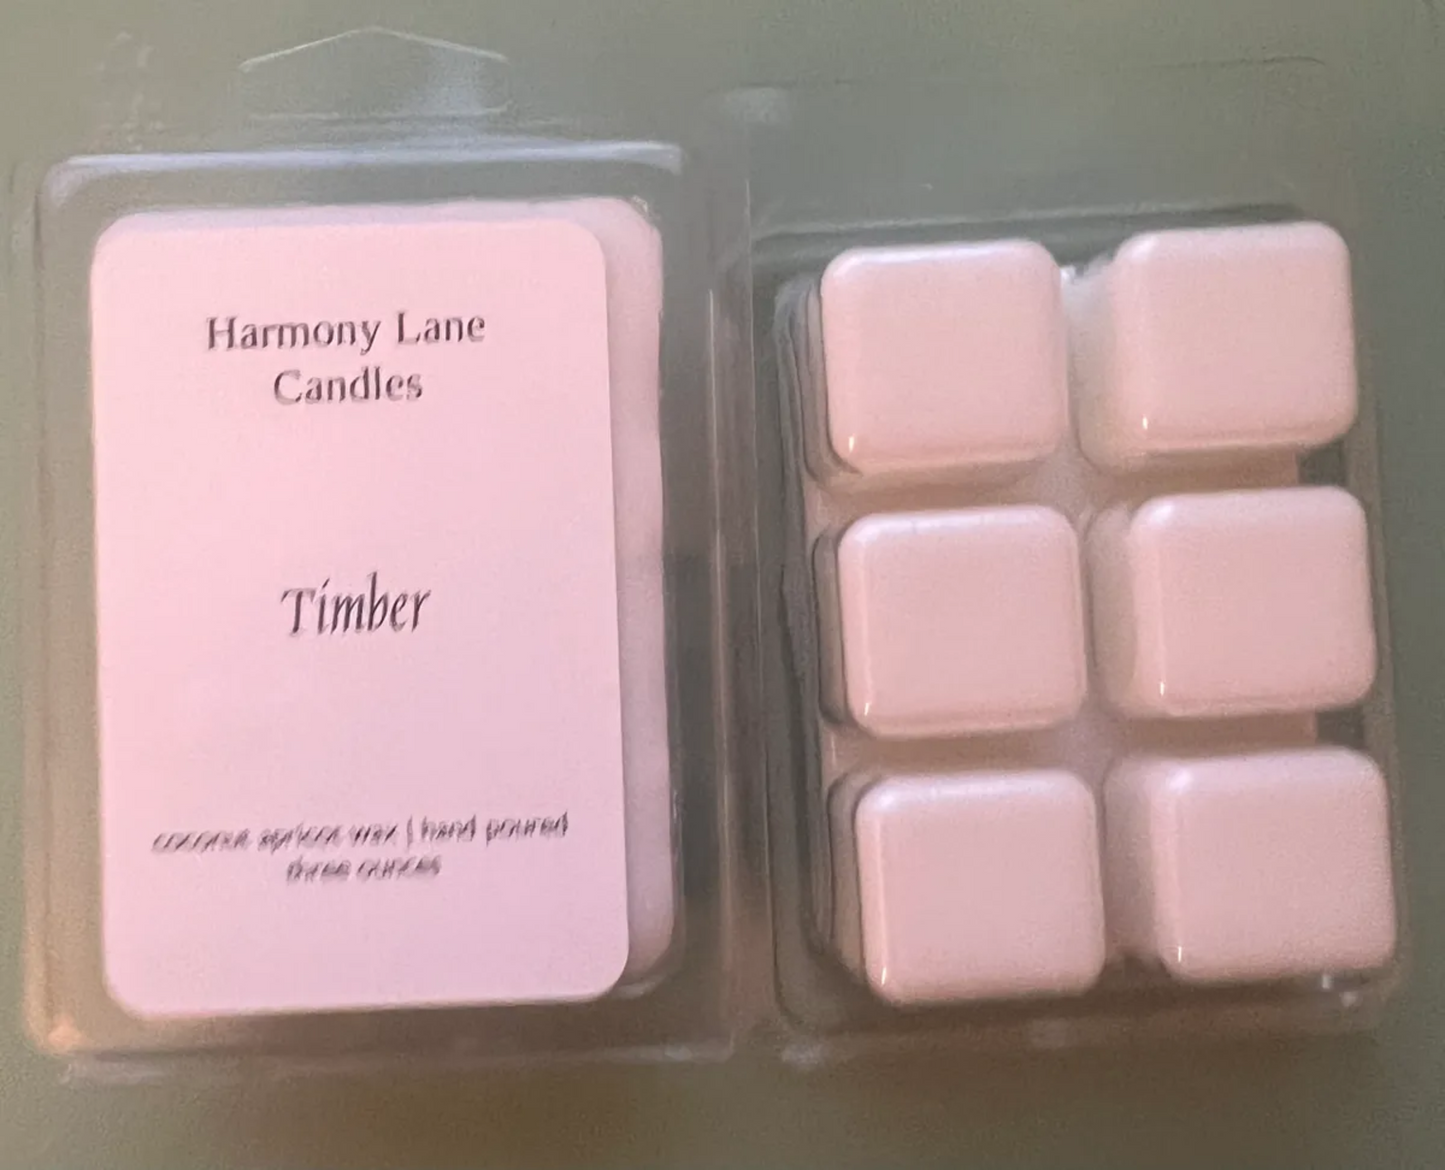 Harmony Lane
Candles
Timber
coconut apricot wax | hand poured
three ounces